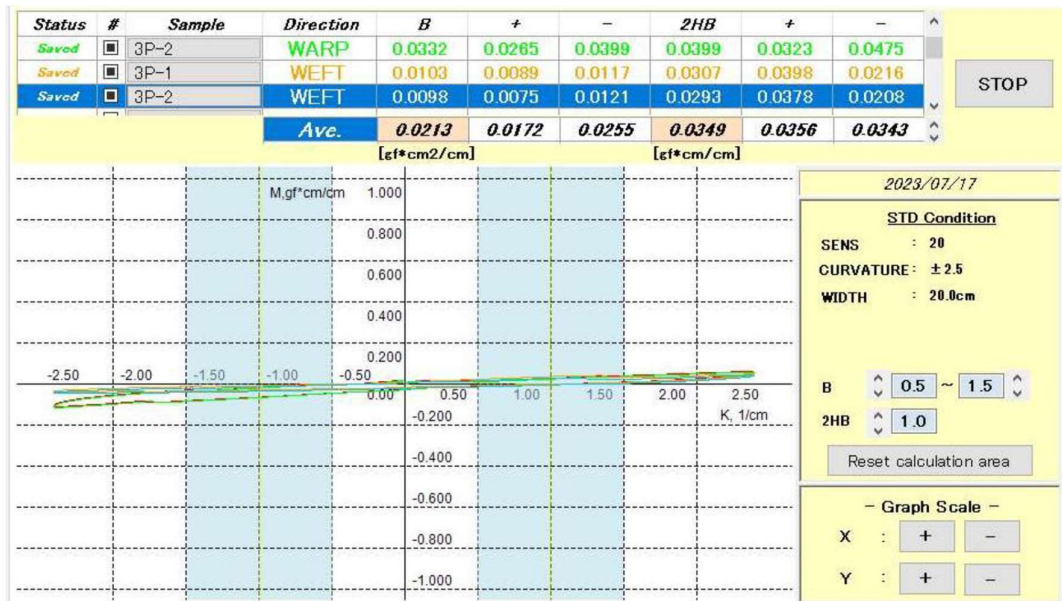 Status # Sample Direction B + - 2HB + -
Saved 3P-2 WARP 0.0332 0.0265 0.0399 0.0399 0.0323 0.0475
Saved 3P-1 WEFT 0.0103 0.0089 0.0117 0.0307 0.0398 0.0216
Saved 3P-2 WEFT 0.0098 0.0075 0.0121 0.0293 0.0378 0.0208
Ave. 0.0213 0.0172 0.0255 0.0349 0.0356 0.0343
[gf*cm2/cm] [gf*cm/cm]
STOP
M,gf*cm/cm
1.000
0.800
0.600
0.400
0.200
-2.50 -2.00 -1.50 -1.00 -0.50
0.00 0.50 1.00 1.50 2.00 2.50
K, 1/cm
-0.200
-0.400
-0.600
-0.800
-1.000
2023/07/17
STD Condition
SENS : 20
CURVATURE : ±2.5
WIDTH : 20.0cm
B 0.5 ~ 1.5
2HB 1.0
Reset calculation area
- Graph Scale -
X : + -
Y : + -